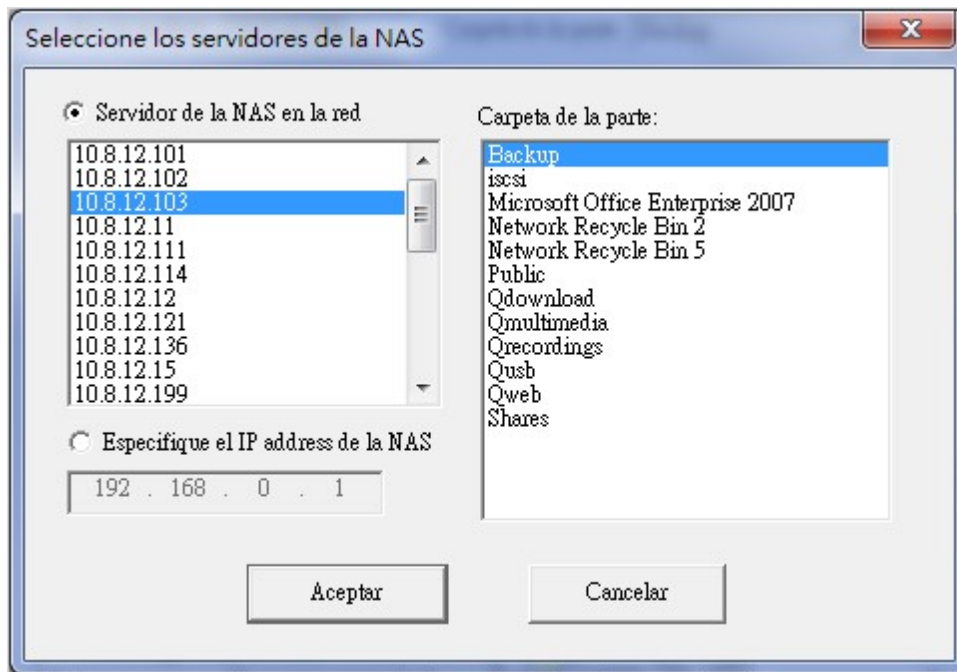 Seleccione los servidores de la NAS
Servidor de la NAS en la red
10.8.12.101
10.8.12.102
10.8.12.103
10.8.12.11
10.8.12.111
10.8.12.114
10.8.12.12
10.8.12.121
10.8.12.136
10.8.12.15
10.8.12.199
Especifique el IP address de la NAS
192 . 168 . 0 . 1
Carpeta de la parte:
Backup
iscsi
Microsoft Office Enterprise 2007
Network Recycle Bin 2
Network Recycle Bin 5
Public
Qdownload
Qmultimedia
Qrecordings
Qusb
Qweb
Shares
Aceptar
Cancelar